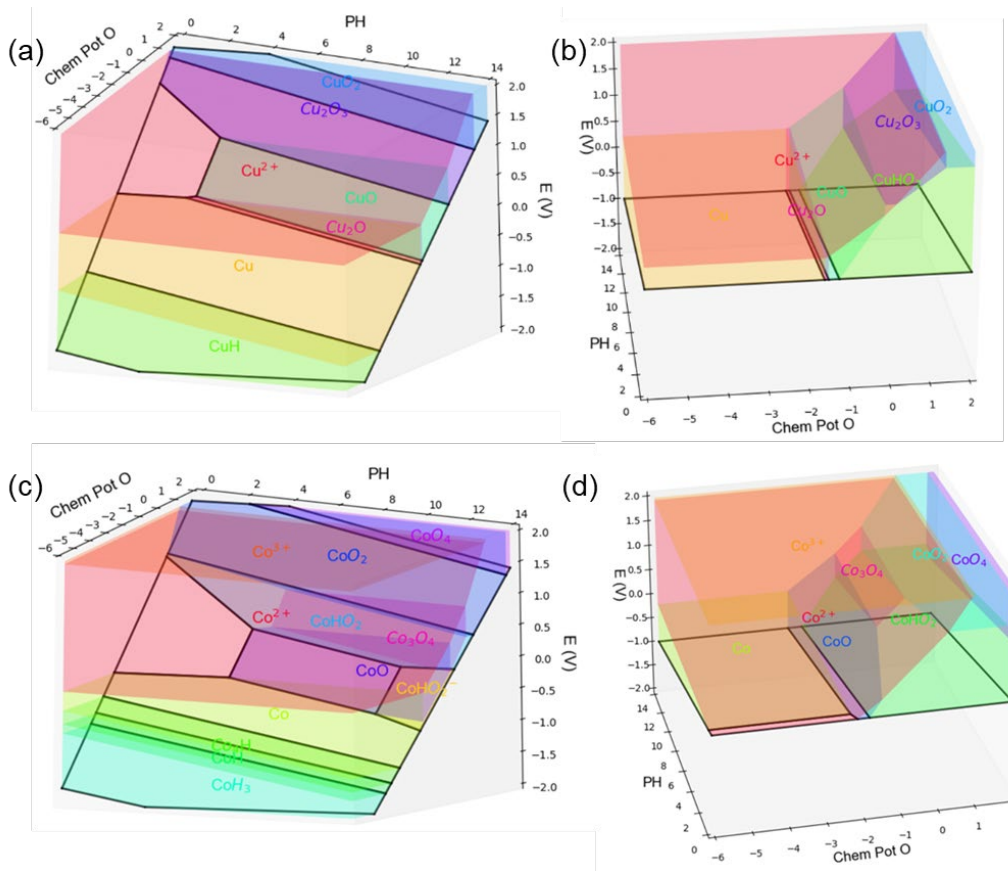 (a)
PH
Chem Pot O
-6 -5 -4 -3 -2 -1 0 1 2
0 2 4 6 8 10 12 14
2.0
1.5
1.0
0.5
0.0
-0.5
-1.0
-1.5
-2.0
E (V)
CuO₂
Cu₂O₃
Cu²⁺
CuO
Cu₂O
Cu
CuH
(b)
2.0
1.5
1.0
0.5
0.0
-0.5
-1.0
-1.5
-2.0
E (V)
CuO₂
Cu₂O₃
Cu²⁺
CuHO
CuO
Cu₂O
14
12
10
8
6
4
2
0
PH
-6 -5 -4 -3 -2 -1 0 1 2
Chem Pot O
(c)
PH
Chem Pot O
-6 -5 -4 -3 -2 -1 0 1 2
0 2 4 6 8 10 12 14
2.0
1.5
1.0
0.5
0.0
-0.5
-1.0
-1.5
-2.0
E (V)
CoO₄
Co³⁺
CoO₂
Co²⁺
CoHO₂
Co₃O₄
CoO
CoHO₂⁻
Co
CoH₃
(d)
2.0
1.5
1.0
0.5
0.0
-0.5
-1.0
-1.5
-2.0
E (V)
Co³⁺
CoO₄
Co₃O₄
Co²⁺
CoHO₂
Co
CoO
14
12
10
8
6
4
2
0
PH
-6 -5 -4 -3 -2 -1 0 1
Chem Pot O